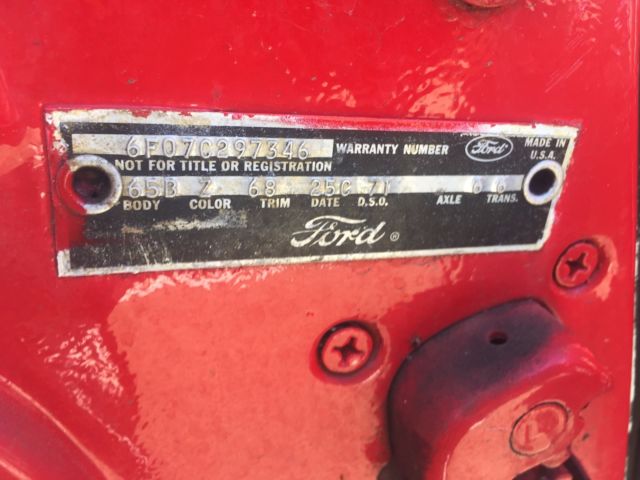 6F07C297346 WARRANTY NUMBER Ford MADE IN U.S.A.
NOT FOR TITLE OR REGISTRATION
65B Z 68 25C 71 6 6
BODY COLOR TRIM DATE D.S.O. AXLE TRANS.
Ford ®